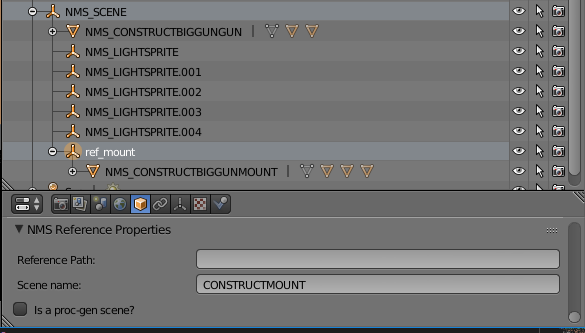 NMS_SCENE
NMS_CONSTRUCTBIGGUNGUN
NMS_LIGHTSPRITE
NMS_LIGHTSPRITE.001
NMS_LIGHTSPRITE.002
NMS_LIGHTSPRITE.003
NMS_LIGHTSPRITE.004
ref_mount
NMS_CONSTRUCTBIGGUNMOUNT
NMS Reference Properties
Reference Path:
Scene name: CONSTRUCTMOUNT
Is a proc-gen scene?